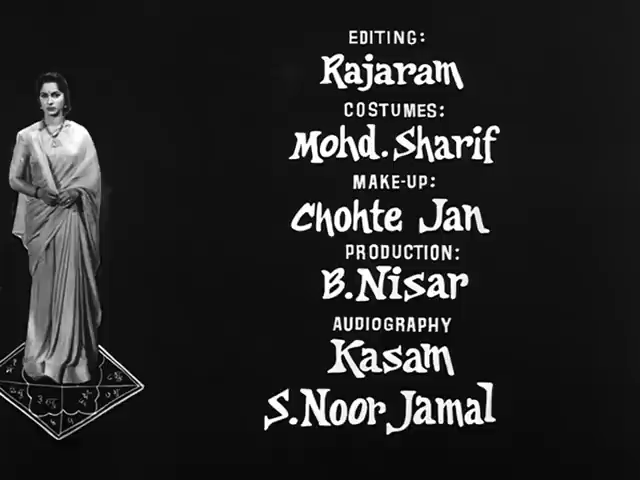 EDITING:
Rajaram
COSTUMES:
Mohd. Sharif
MAKE-UP:
Chohte Jan
PRODUCTION:
B. Nisar
AUDIOGRAPHY
Kasam
S. Noor Jamal